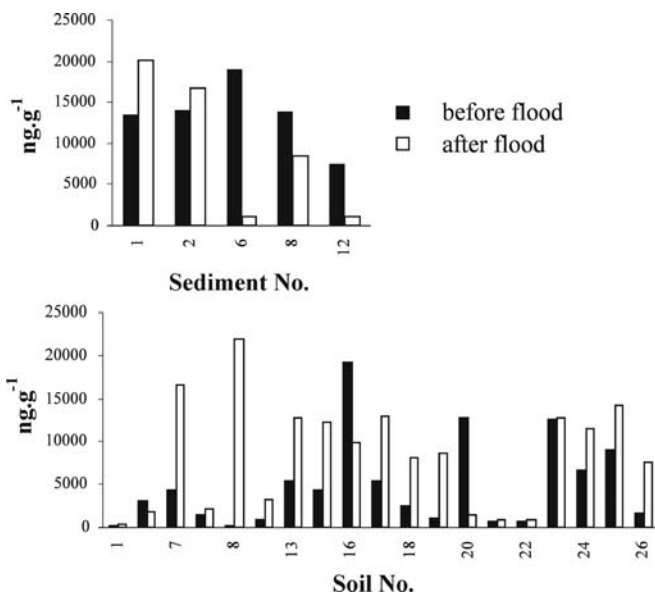 25000
20000
15000
10000
5000
0
ng.g-1
1 2 6 8 12
Sediment No.
before flood
after flood
25000
20000
15000
10000
5000
0
ng.g-1
1 7 8 13 16 18 20 22 24 26
Soil No.